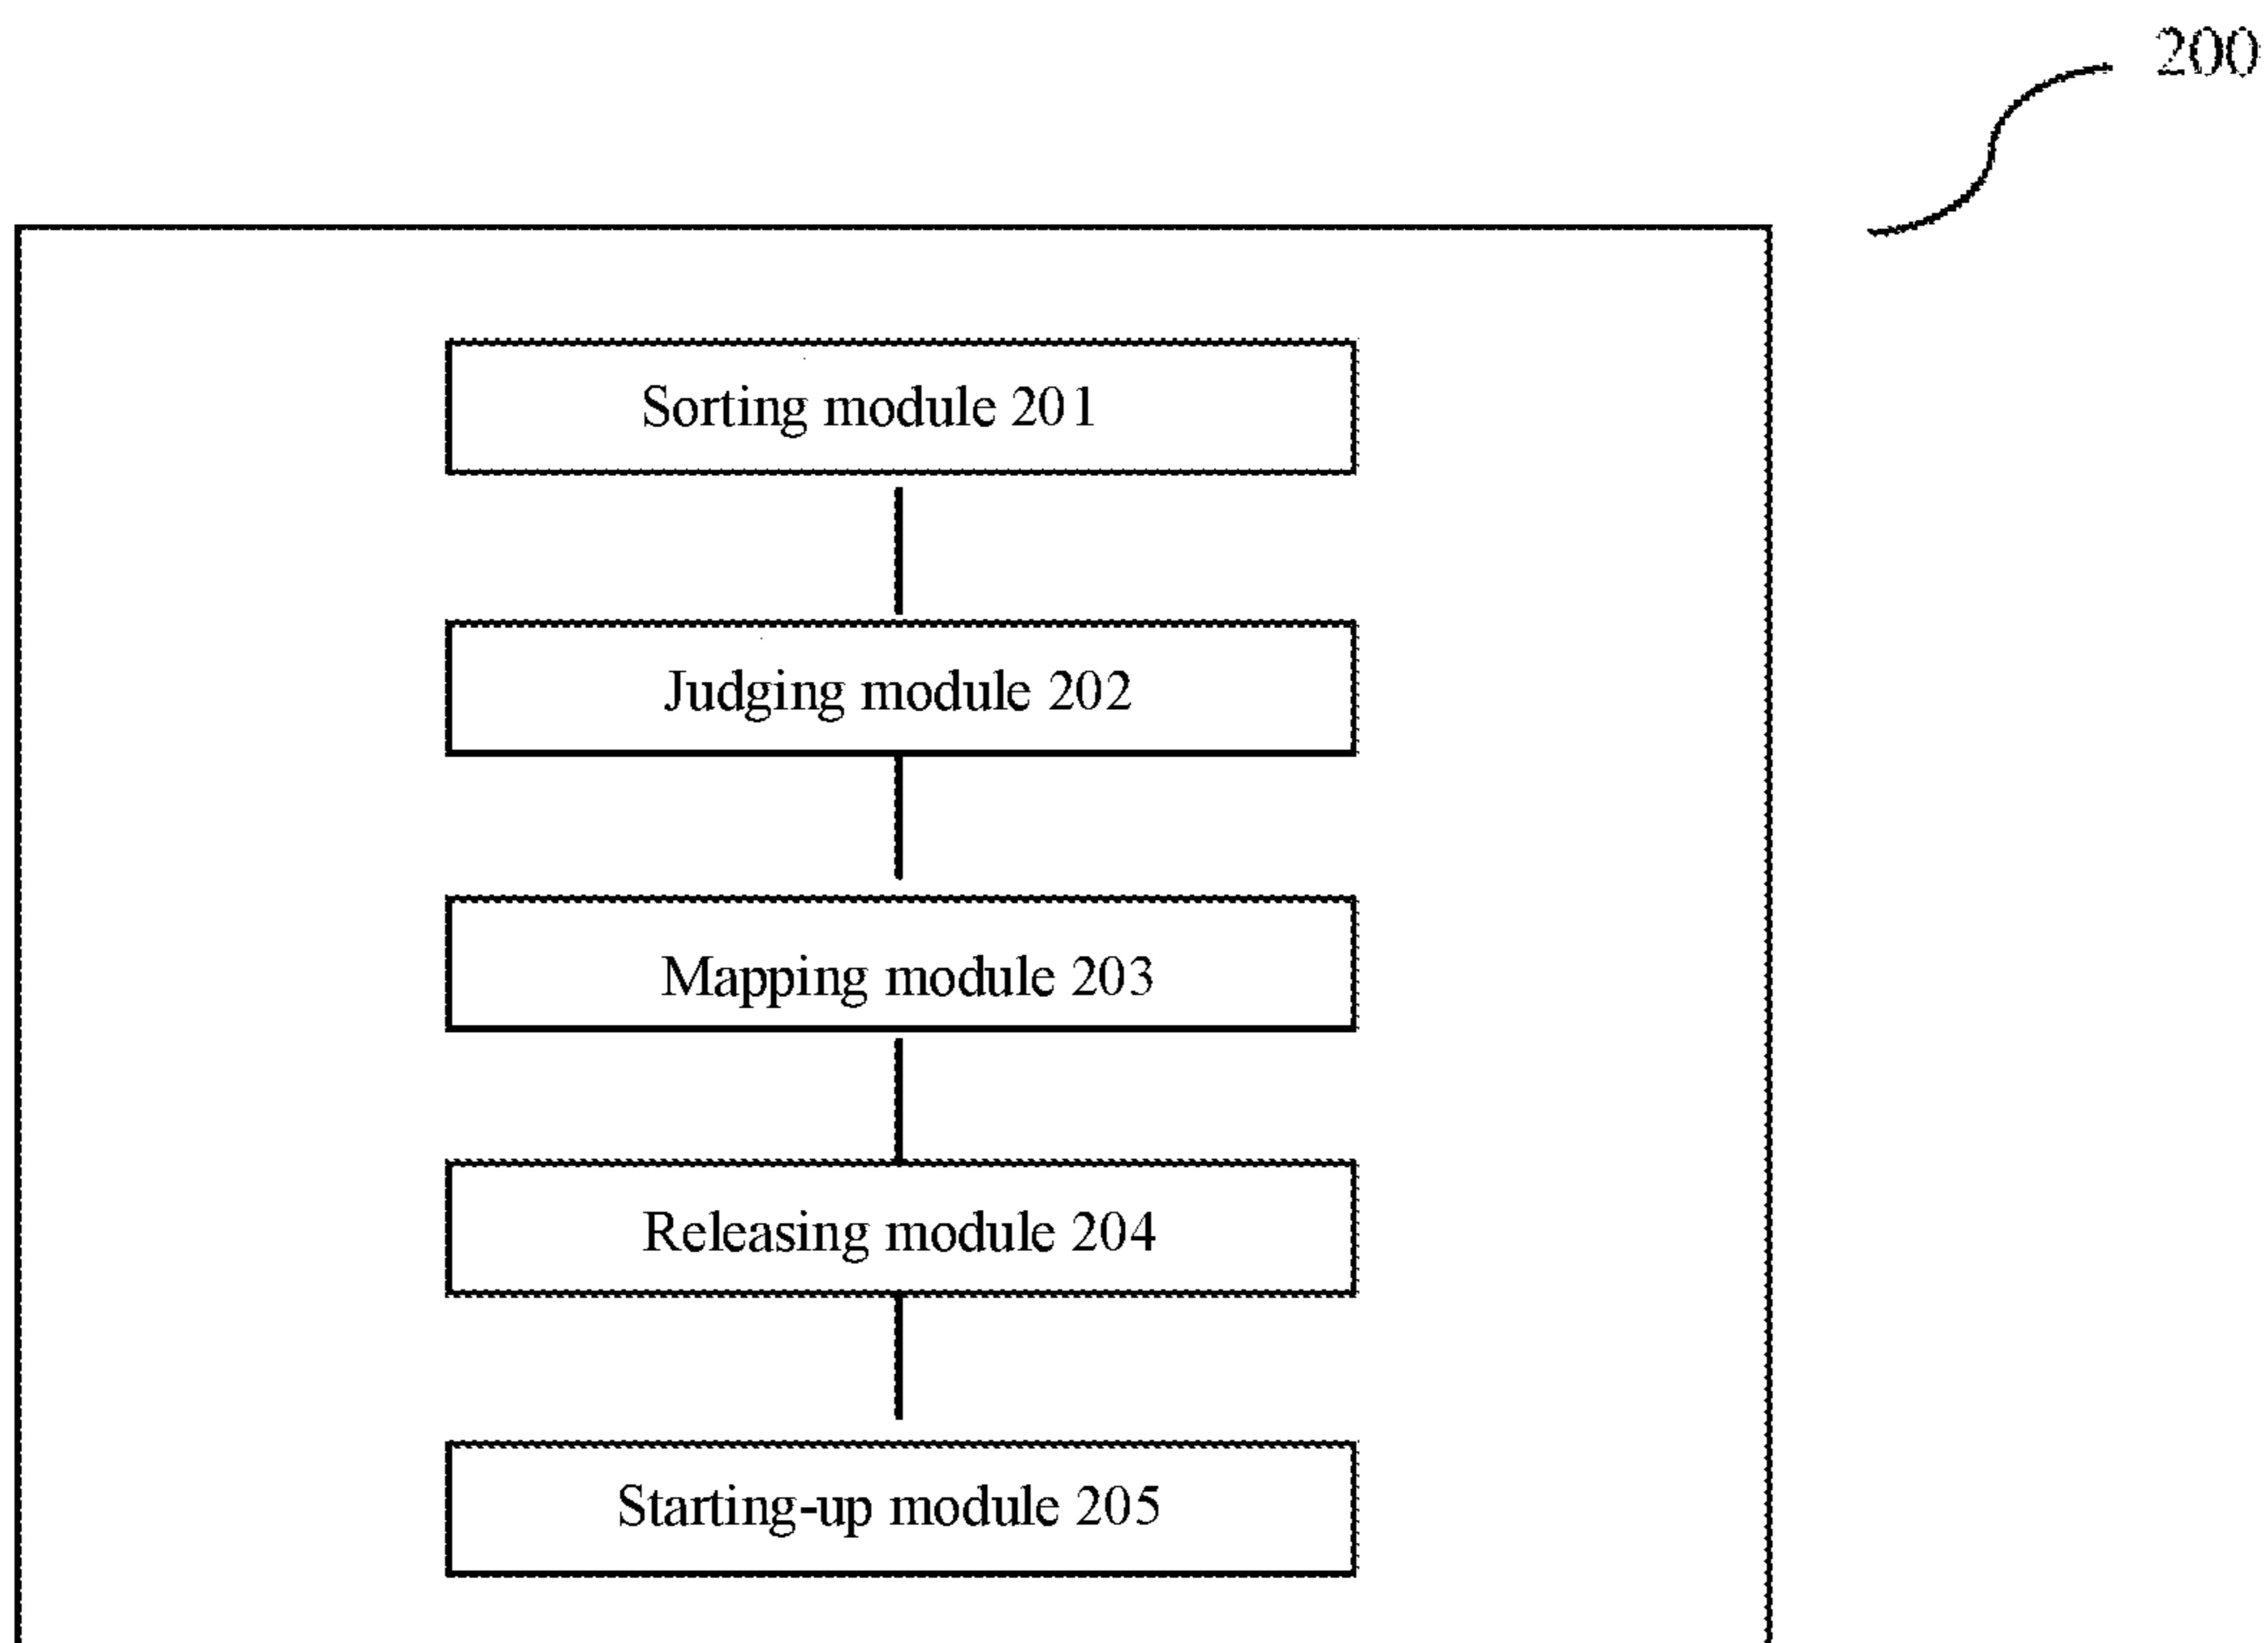 200
Sorting module 201
Judging module 202
Mapping module 203
Releasing module 204
Starting-up module 205